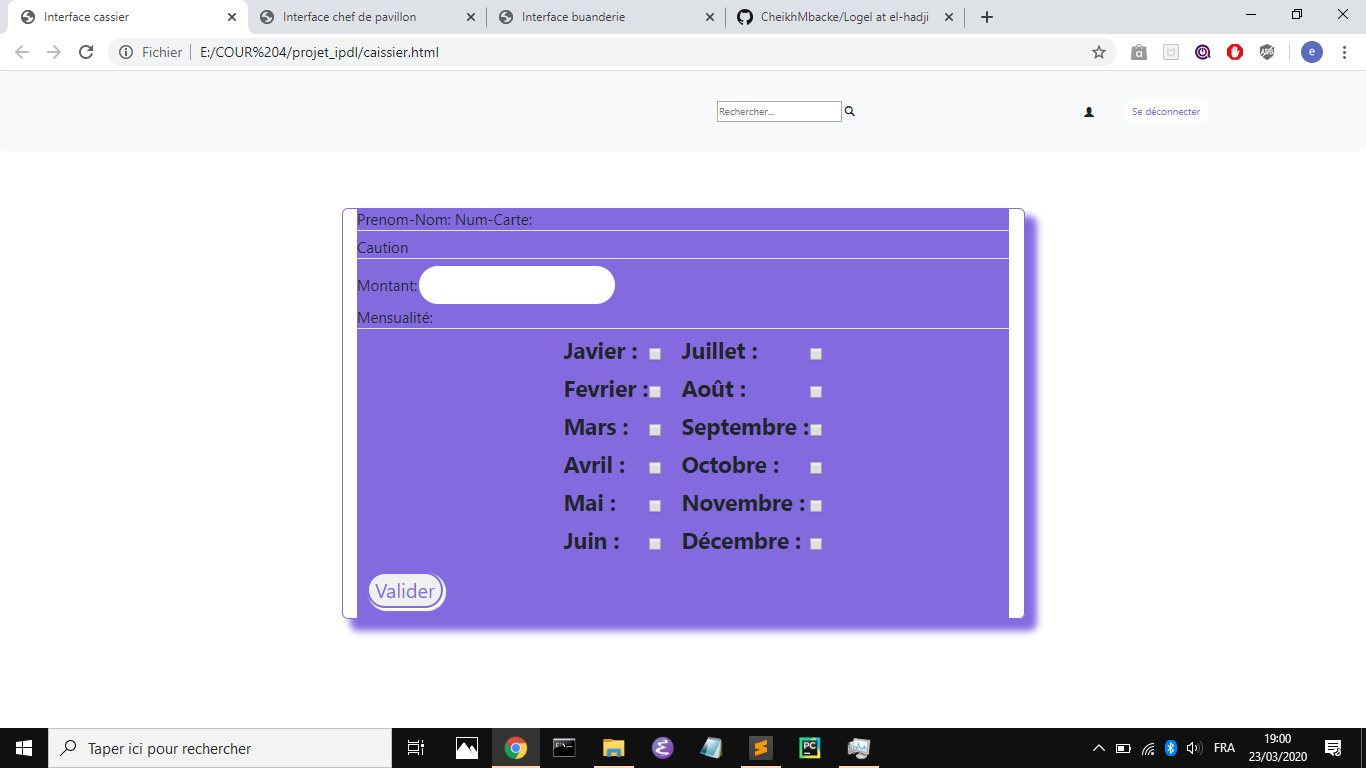 Interface cassier
Interface chef de pavillon
Interface buanderie
CheikhMbacke/Logel at el-hadji
Fichier
E:/COUR%204/projet_ipdl/caissier.html
a
ABP
e
Rechercher...
Se déconnecter
Prenom-Nom: Num-Carte:
Caution
Montant:
Mensualité:
Javier : Juillet :
Fevrier : Août :
Mars : Septembre :
Avril : Octobre :
Mai : Novembre :
Juin : Décembre :
Valider
Taper ici pour rechercher
PC
FRA
19:00
23/03/2020